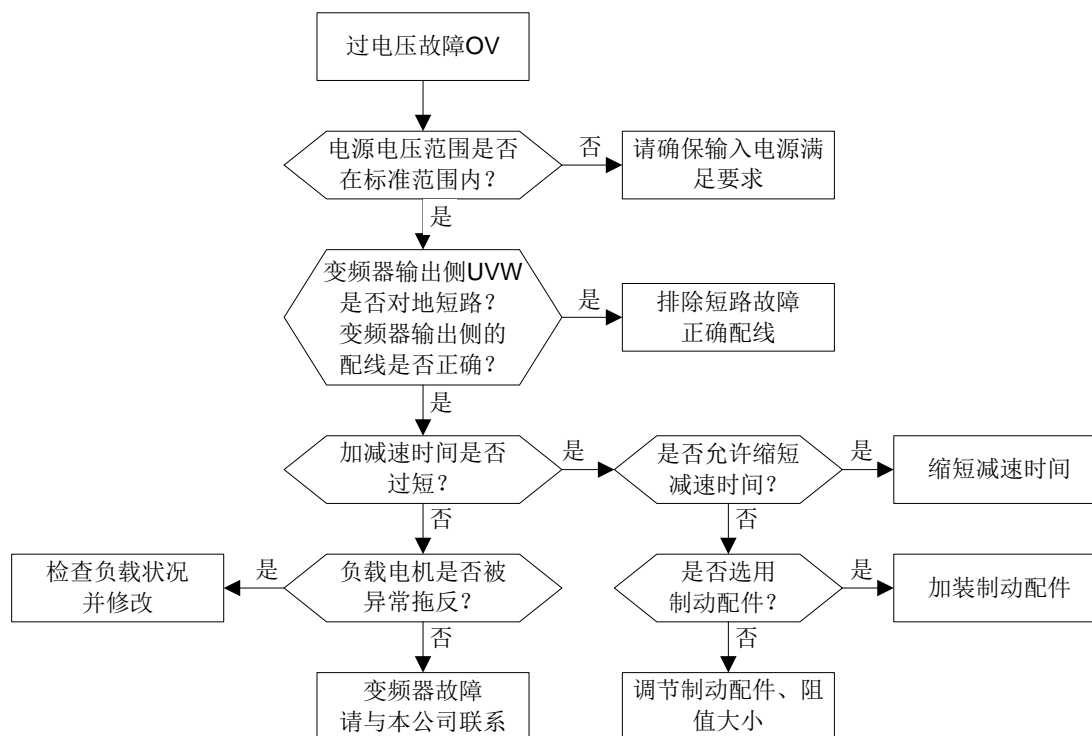 过电压故障OV
电源电压范围是否
在标准范围内？
否
请确保输入电源满
足要求
是
变频器输出侧UVW
是否对地短路？
变频器输出侧的
配线是否正确？
是
排除短路故障
正确配线
是
加减速时间是否
过短？
是
是否允许缩短
减速时间？
是
缩短减速时间
否
否
检查负载状况
并修改
是
负载电机是否被
异常拖反？
是否选用
制动配件？
是
加装制动配件
否
否
变频器故障
请与本公司联系
调节制动配件、阻
值大小